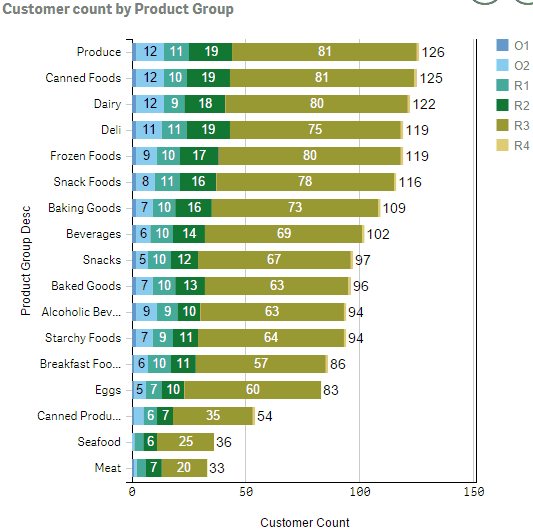 Customer count by Product Group
Produce 12 11 19 81 126
Canned Foods 12 10 19 81 125
Dairy 12 9 18 80 122
Deli 11 11 19 75 119
Frozen Foods 9 10 17 80 119
Snack Foods 8 11 16 78 116
Baking Goods 7 10 16 73 109
Beverages 6 10 14 69 102
Snacks 5 10 12 67 97
Baked Goods 7 10 13 63 96
Alcoholic Bev... 9 9 10 63 94
Starchy Foods 7 9 11 64 94
Breakfast Foo... 6 10 11 57 86
Eggs 5 7 10 60 83
Canned Produ... 6 7 35 54
Seafood 6 25 36
Meat 7 20 33
0 50 100 150
Customer Count
Product Group Desc
O1
O2
R1
R2
R3
R4